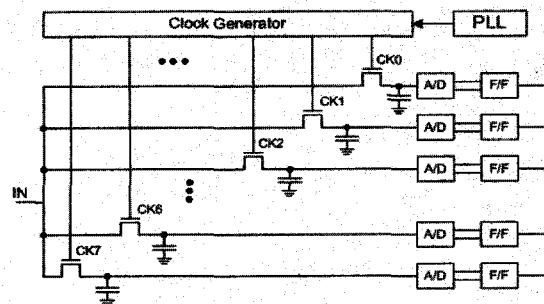 Clock Generator
PLL
CK0
A/D
F/F
CK1
A/D
F/F
CK2
A/D
F/F
IN
CK6
A/D
F/F
CK7
A/D
F/F